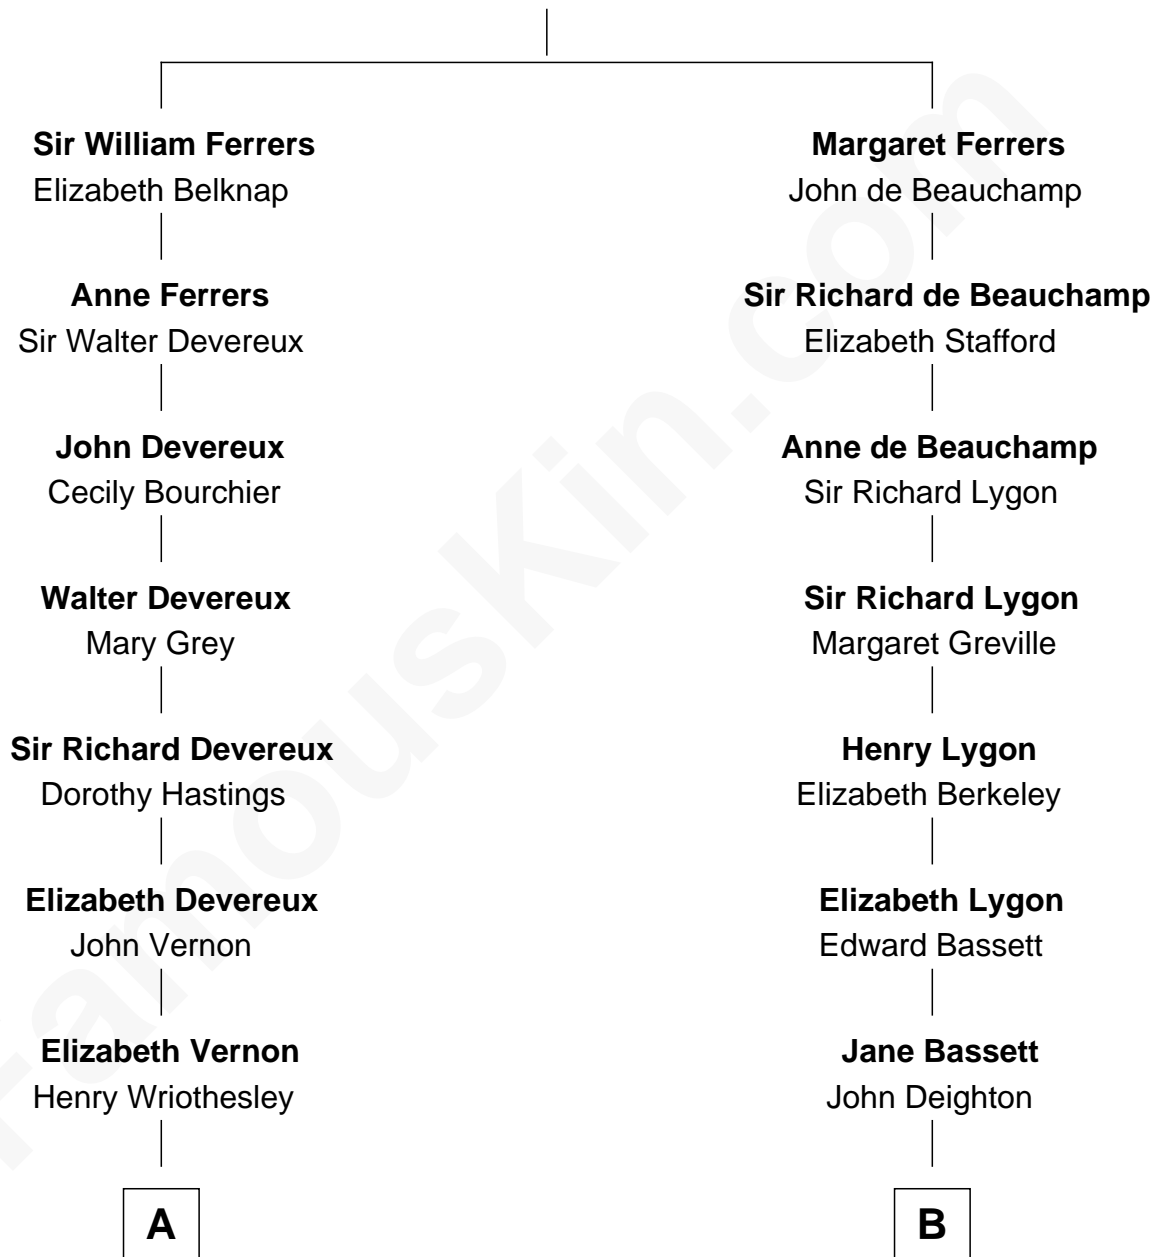 Sir William Ferrers
Elizabeth Belknap
Margaret Ferrers
John de Beauchamp
Anne Ferrers
Sir Walter Devereux
Sir Richard de Beauchamp
Elizabeth Stafford
John Devereux
Cecily Bourchier
Anne de Beauchamp
Sir Richard Lygon
Walter Devereux
Mary Grey
Sir Richard Lygon
Margaret Greville
Sir Richard Devereux
Dorothy Hastings
Henry Lygon
Elizabeth Berkeley
Elizabeth Devereux
John Vernon
Elizabeth Lygon
Edward Bassett
Elizabeth Vernon
Henry Wriothesley
Jane Bassett
John Deighton
A
B
FamousKin.com